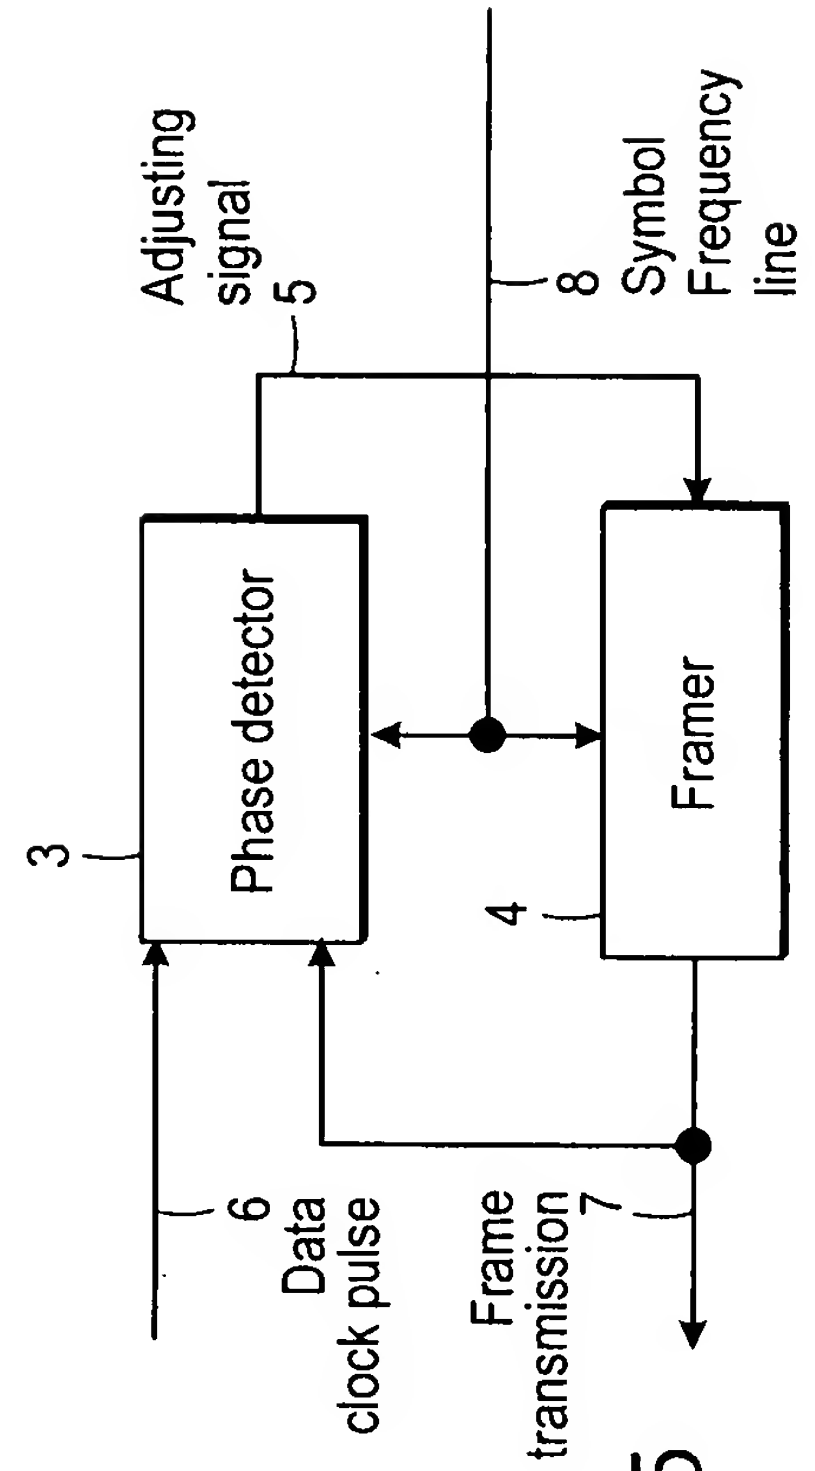 3
Adjusting
signal
5
Phase detector
6
Data
clock pulse
4
8
Symbol
Frequency
line
Frame
transmission
7
Framer
5